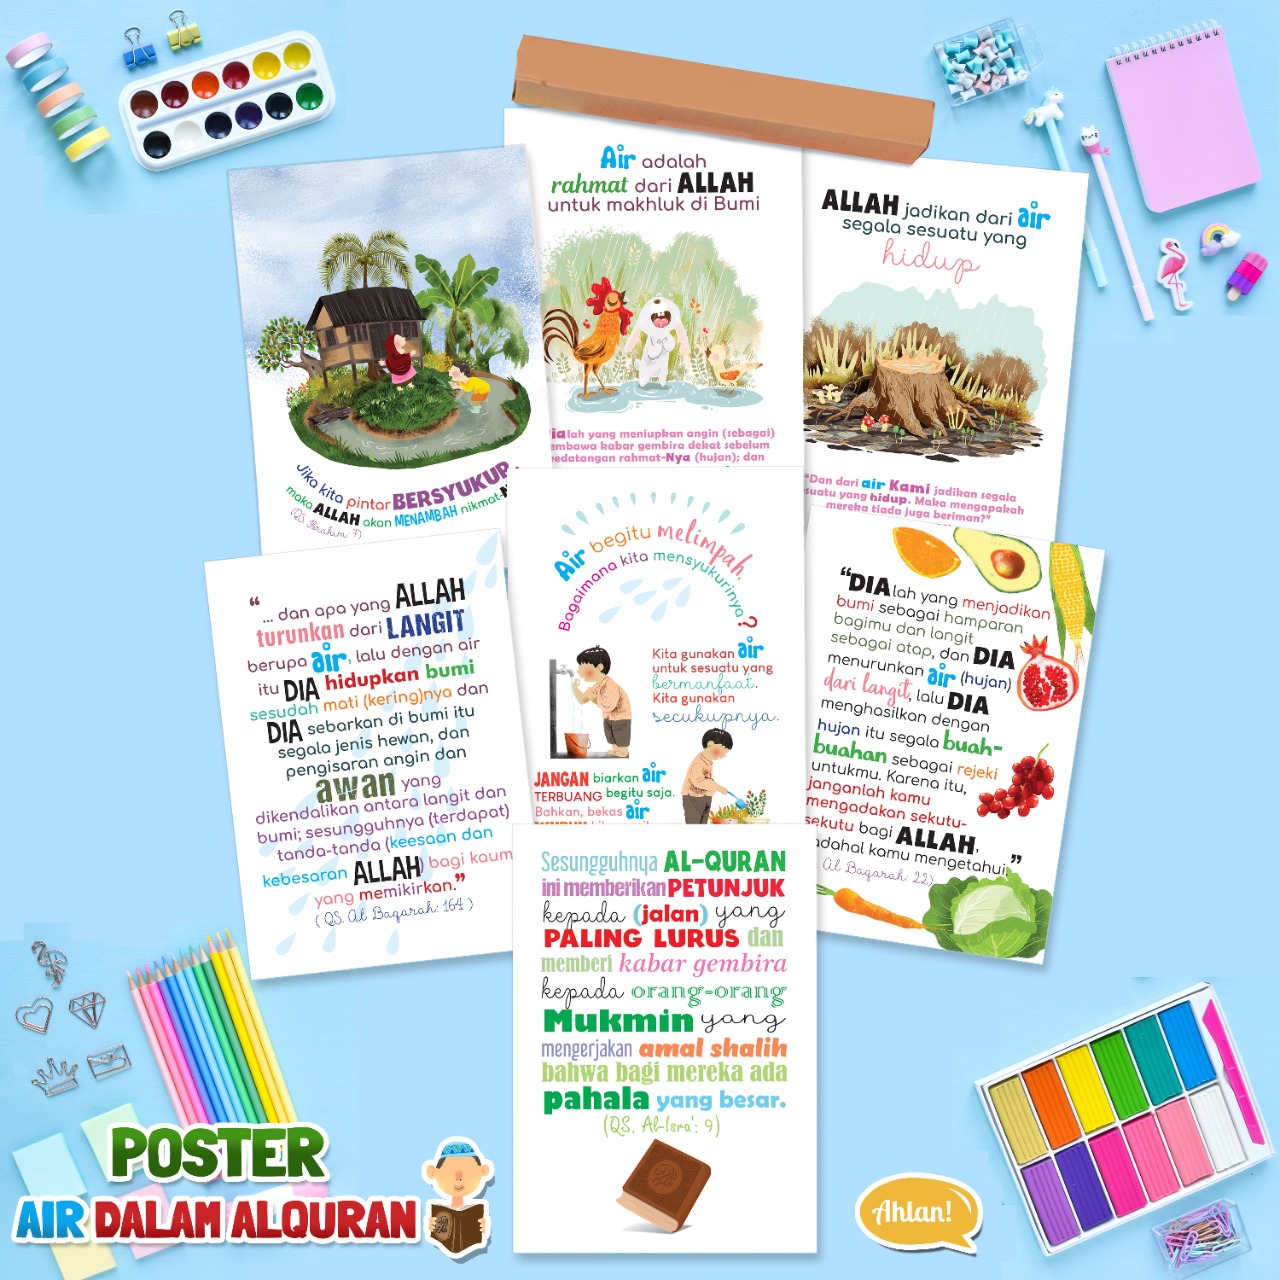 Jika kita pintar BERSYUKUR,
maka ALLAH akan MENAMBAH nikmat-
(QS Ibrahim: 7)
Air adalah
rahmat dari ALLAH
untuk makhluk di Bumi
lah yang meniupkan angin (sebagai)
kabar gembira dekat sebelum
rahmat-Nya (hujan); dan
ALLAH jadikan dari air
segala sesuatu yang
hidup
"Dan dari air Kami jadikan segala
yang hidup. Maka mengapakah
mereka tiada juga beriman?"
“ ... dan apa yang ALLAH
turunkan dari LANGIT
berupa air, lalu dengan air
itu DIA hidupkan bumi
sesudah mati (kering)nya dan
DIA sebarkan di bumi itu
segala jenis hewan, dan
pengisaran angin dan
awan yang
dikendalikan antara langit dan
bumi; sesungguhnya (terdapat)
tanda-tanda (keesaan dan
kebesaran ALLAH) bagi kaum
yang memikirkan.”
( QS. Al Baqarah: 164 )
Air begitu melimpah.
Bagaimana kita mensyukurinya?
Kita gunakan air
untuk sesuatu yang
bermanfaat.
Kita gunakan
secukupnya.
JANGAN biarkan air
TERBUANG begitu saja.
Bahkan, bekas air
“DIAlah yang menjadikan
bumi sebagai hamparan
bagimu dan langit
sebagai atap, dan DIA
menurunkan air (hujan)
dari langit, lalu DIA
menghasilkan dengan
hujan itu segala buah-
buahan sebagai rejeki
untukmu. Karena itu,
janganlah kamu
mengadakan sekutu-
sekutu bagi ALLAH,
padahal kamu mengetahui.”
Al Baqarah: 22)
Sesungguhnya AL-QURAN
ini memberikan PETUNJUK
kepada (jalan) yang
PALING LURUS dan
memberi kabar gembira
kepada orang-orang
Mukmin yang
mengerjakan amal shalih
bahwa bagi mereka ada
pahala yang besar.
(QS. Al-Isra': 9)
POSTER
AIR DALAM ALQURAN
Ahlan!